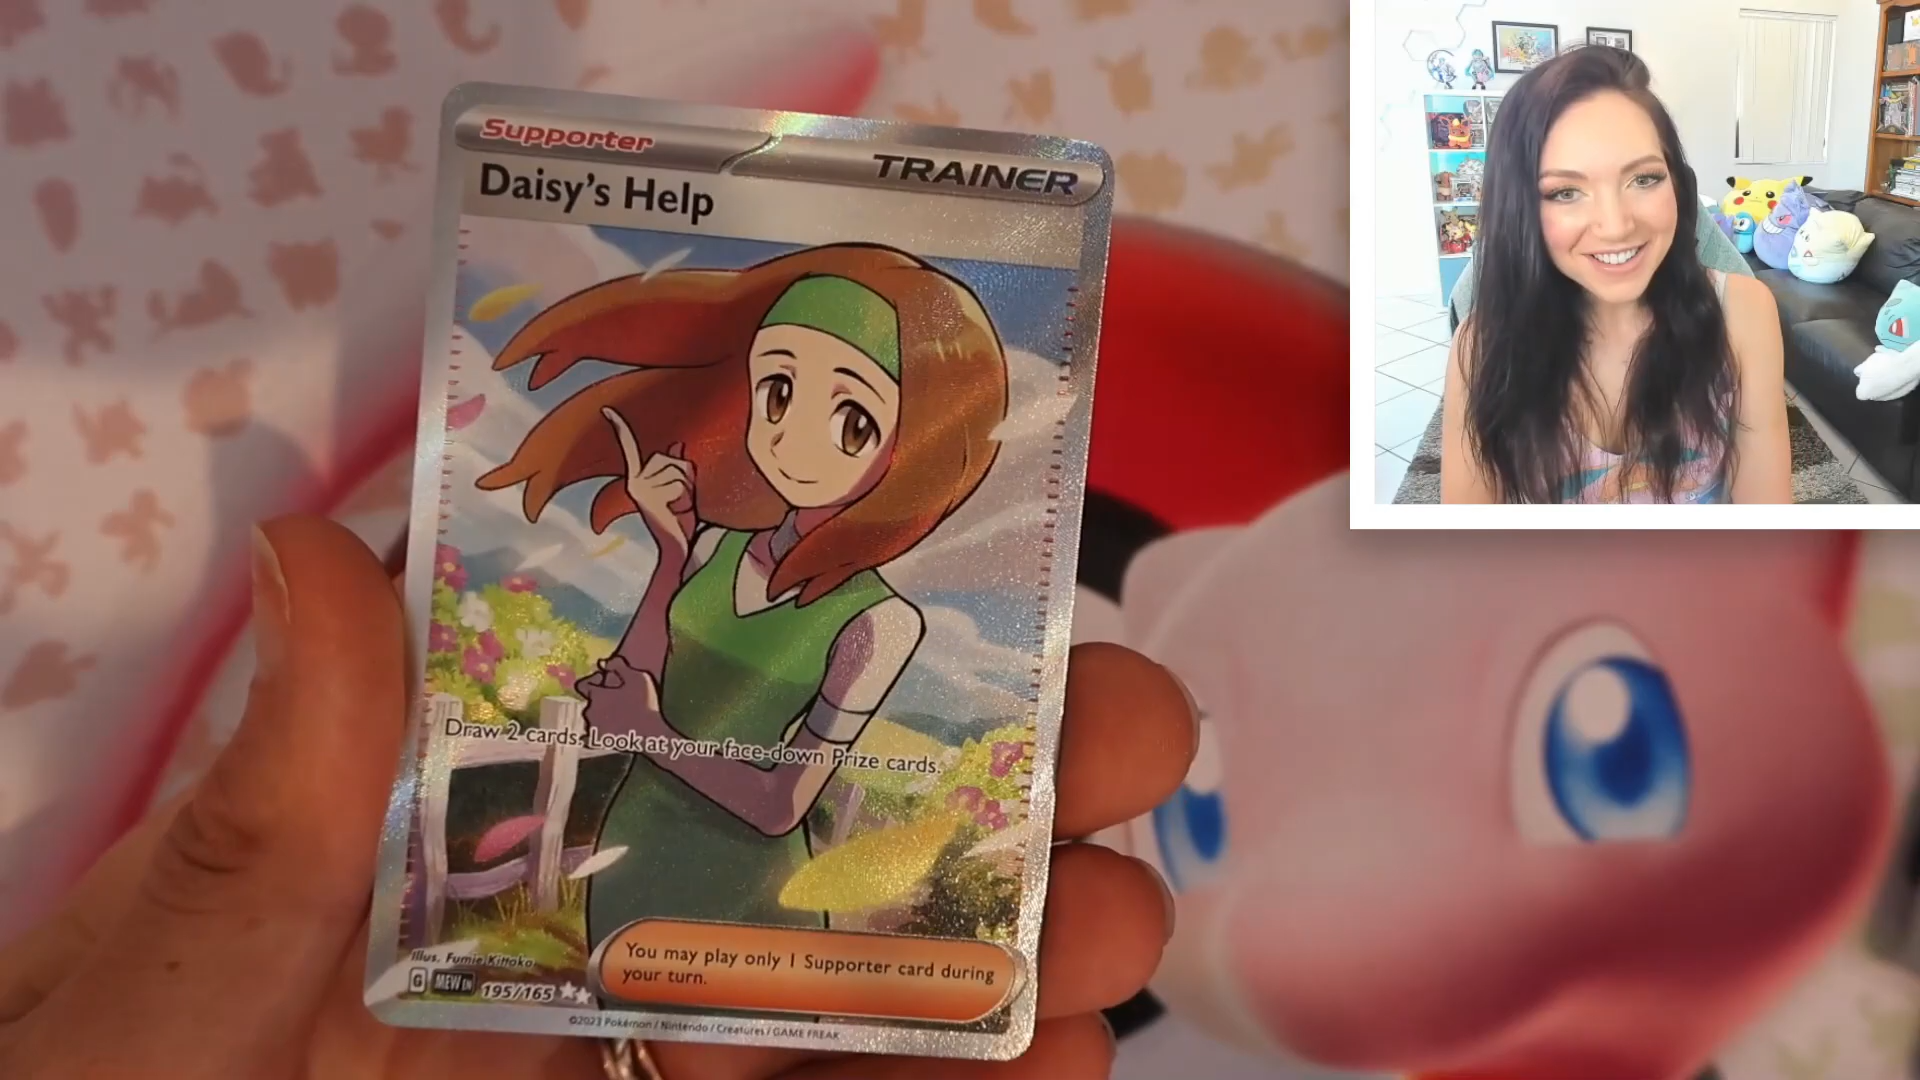 Supporter
TRAINER
Daisy's Help
Draw 2 cards. Look at your face-down Prize cards.
You may play only 1 Supporter card during
your turn.
Illus. Fumie Kittaka
G MEW EN 195/165
©2023 Pokémon / Nintendo / Creatures / GAME FREAK